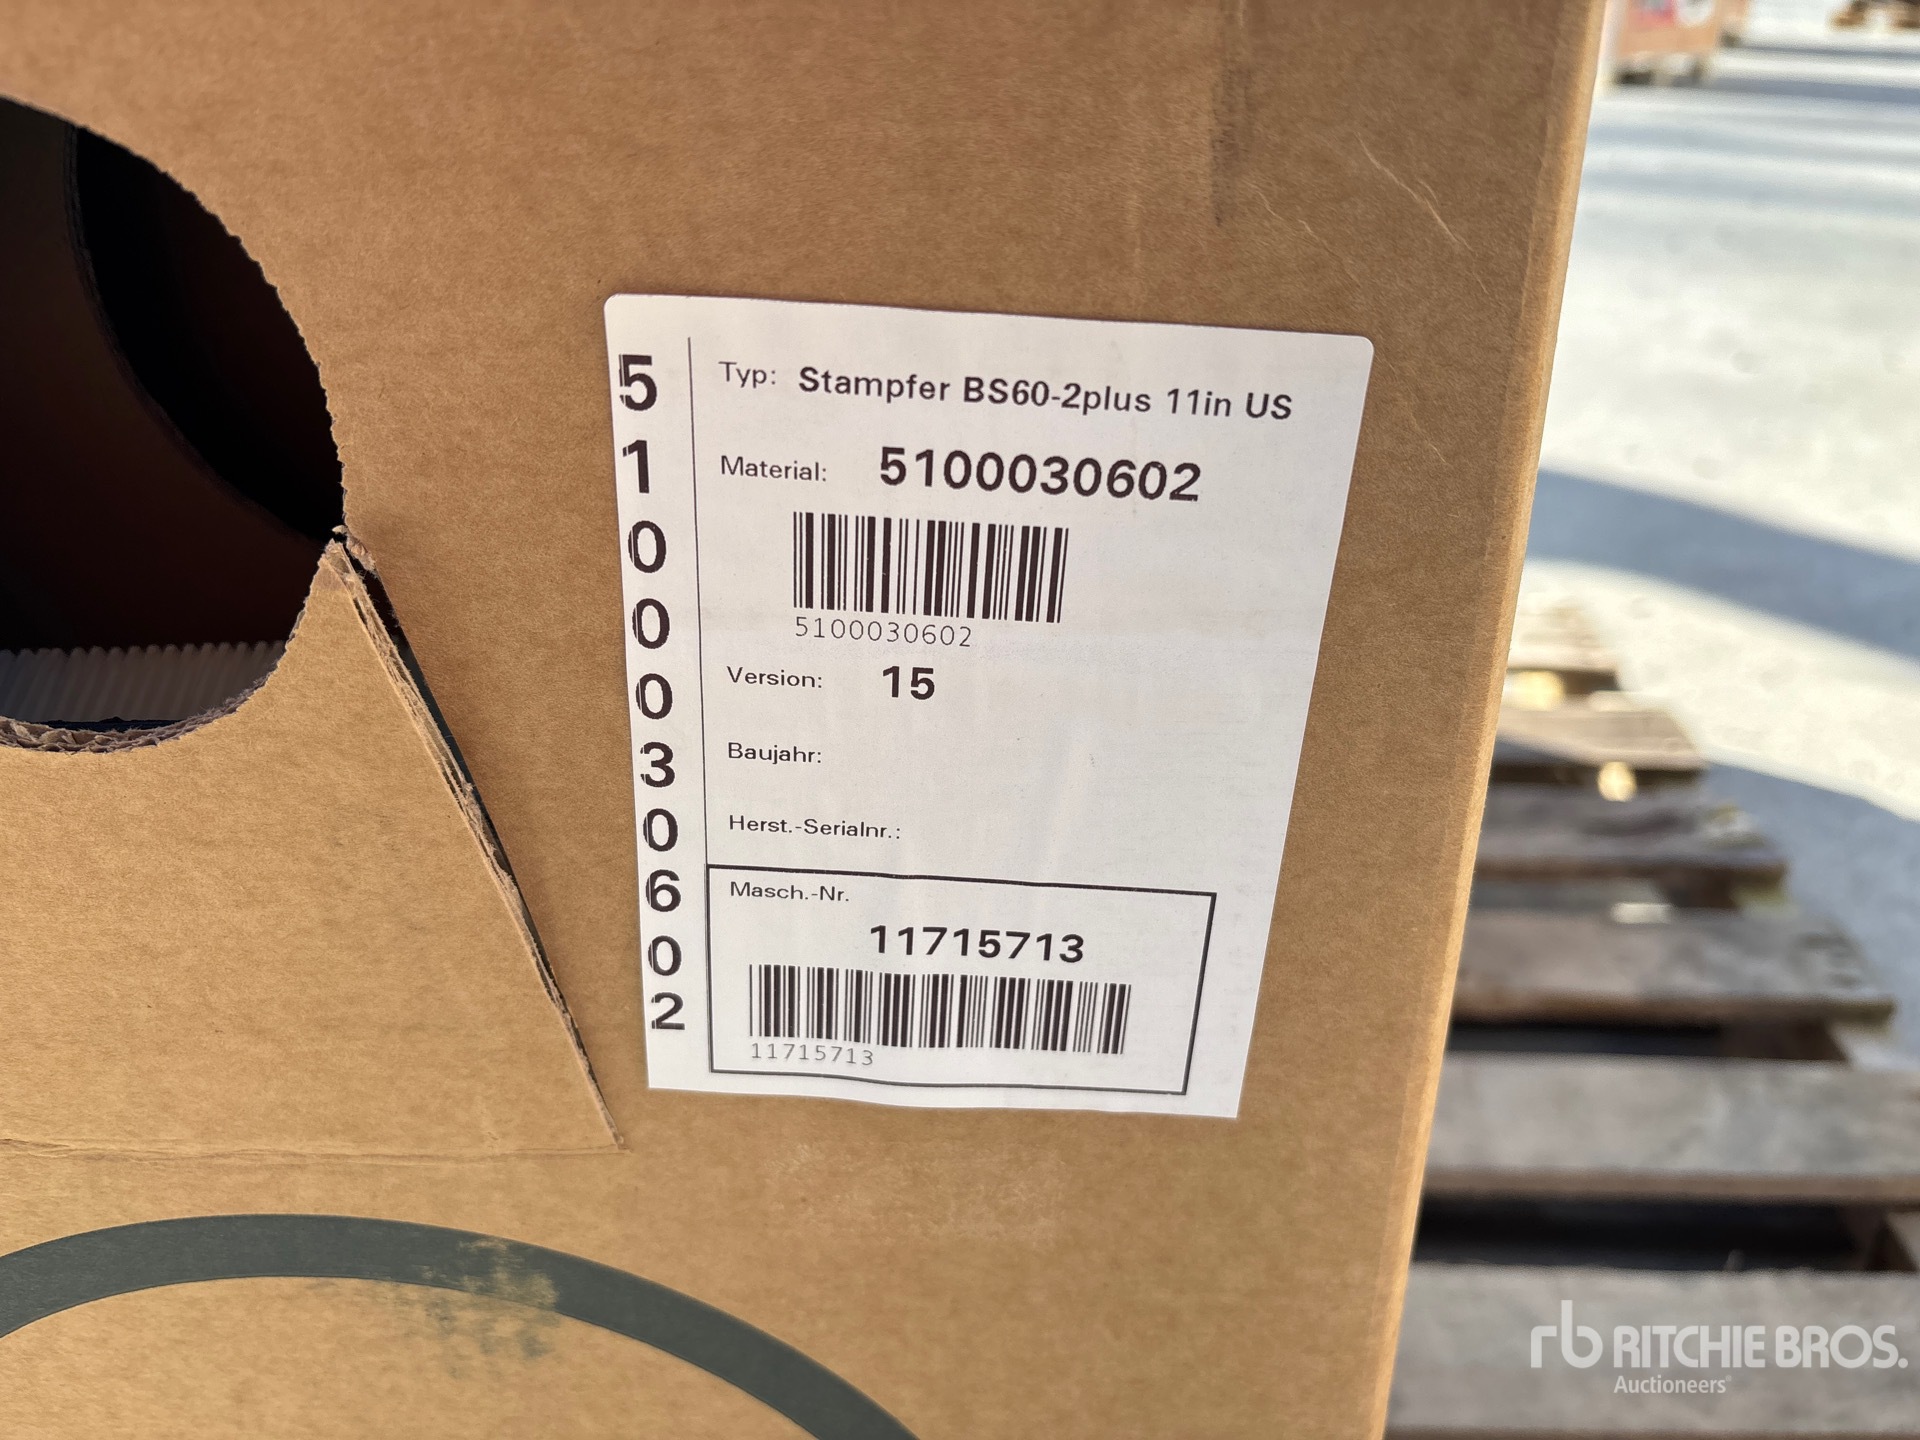 5100030602
Typ: Stampfer BS60-2plus 11in US
Material: 5100030602
5100030602
Version: 15
Baujahr:
Herst.-Serialnr.:
Masch.-Nr.
11715713
11715713
rb RITCHIE BROS.
Auctioneers